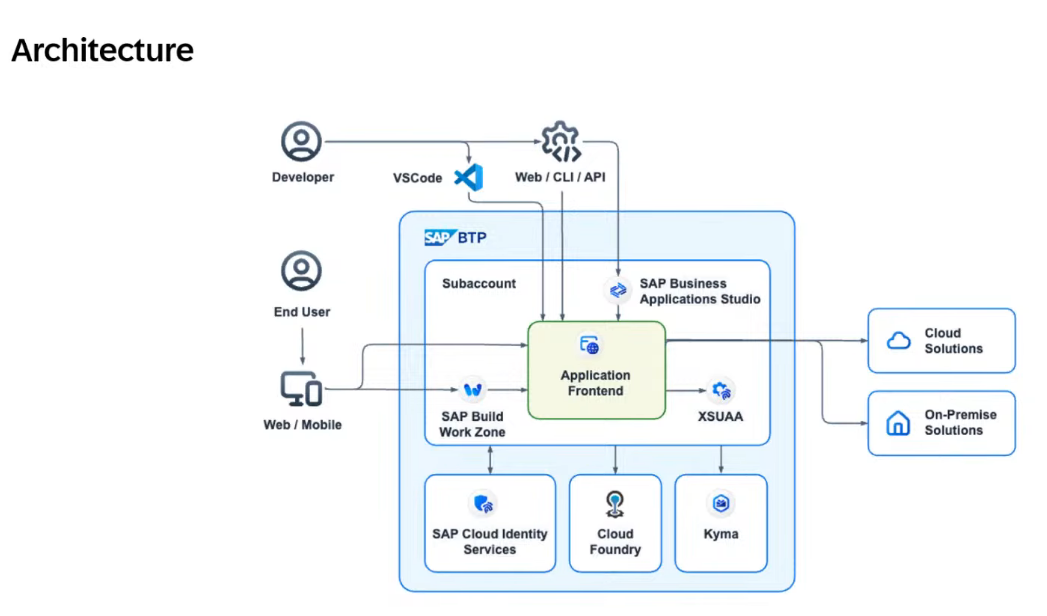 Architecture
Developer
VSCode
Web / CLI / API
SAP BTP
End User
Subaccount
SAP Business
Applications Studio
Application
Frontend
Cloud
Solutions
Web / Mobile
SAP Build
Work Zone
XSUAA
On-Premise
Solutions
SAP Cloud Identity
Services
Cloud
Foundry
Kyma